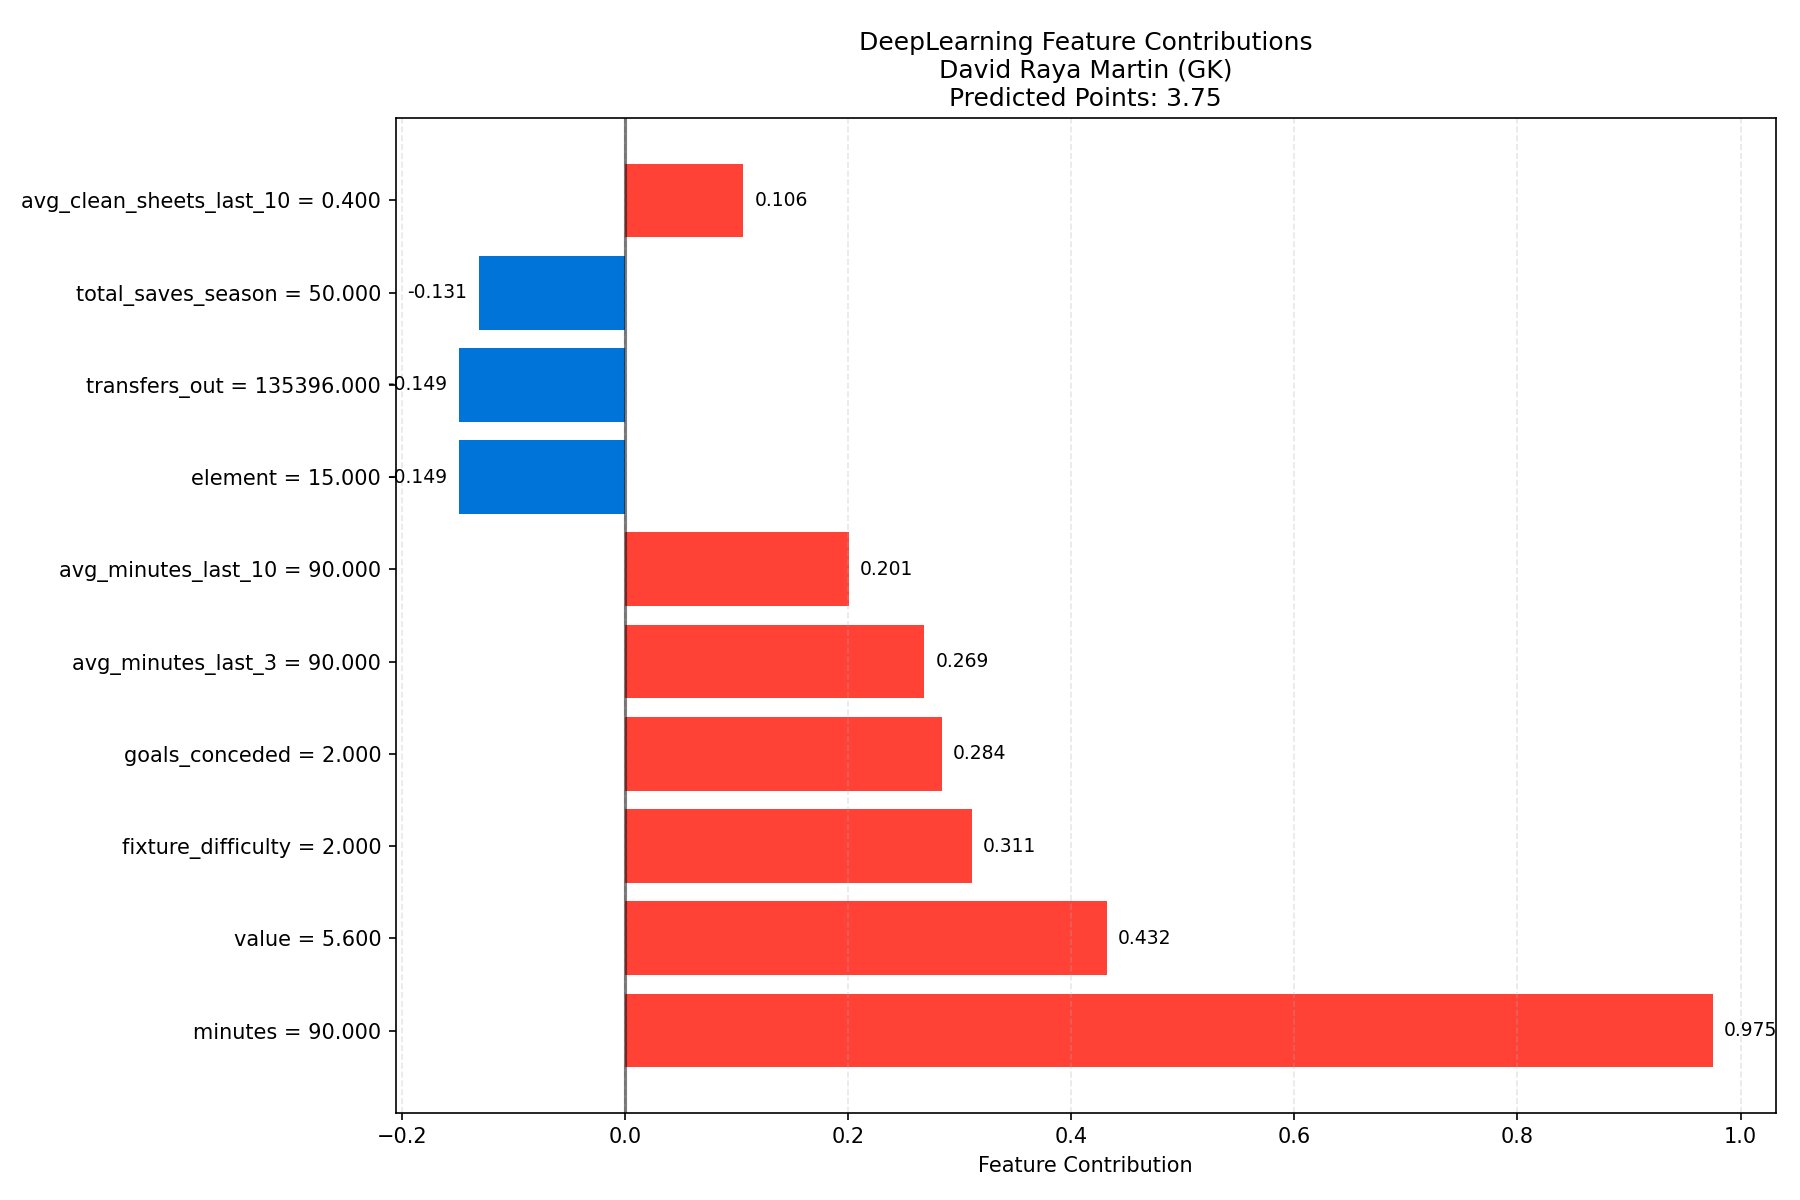 DeepLearning Feature Contributions
David Raya Martin (GK)
Predicted Points: 3.75
avg_clean_sheets_last_10 = 0.400
0.106
total_saves_season = 50.000
-0.131
transfers_out = 135396.000
-0.149
element = 15.000
-0.149
avg_minutes_last_10 = 90.000
0.201
avg_minutes_last_3 = 90.000
0.269
goals_conceded = 2.000
0.284
fixture_difficulty = 2.000
0.311
value = 5.600
0.432
minutes = 90.000
0.975
−0.2 0.0 0.2 0.4 0.6 0.8 1.0
Feature Contribution